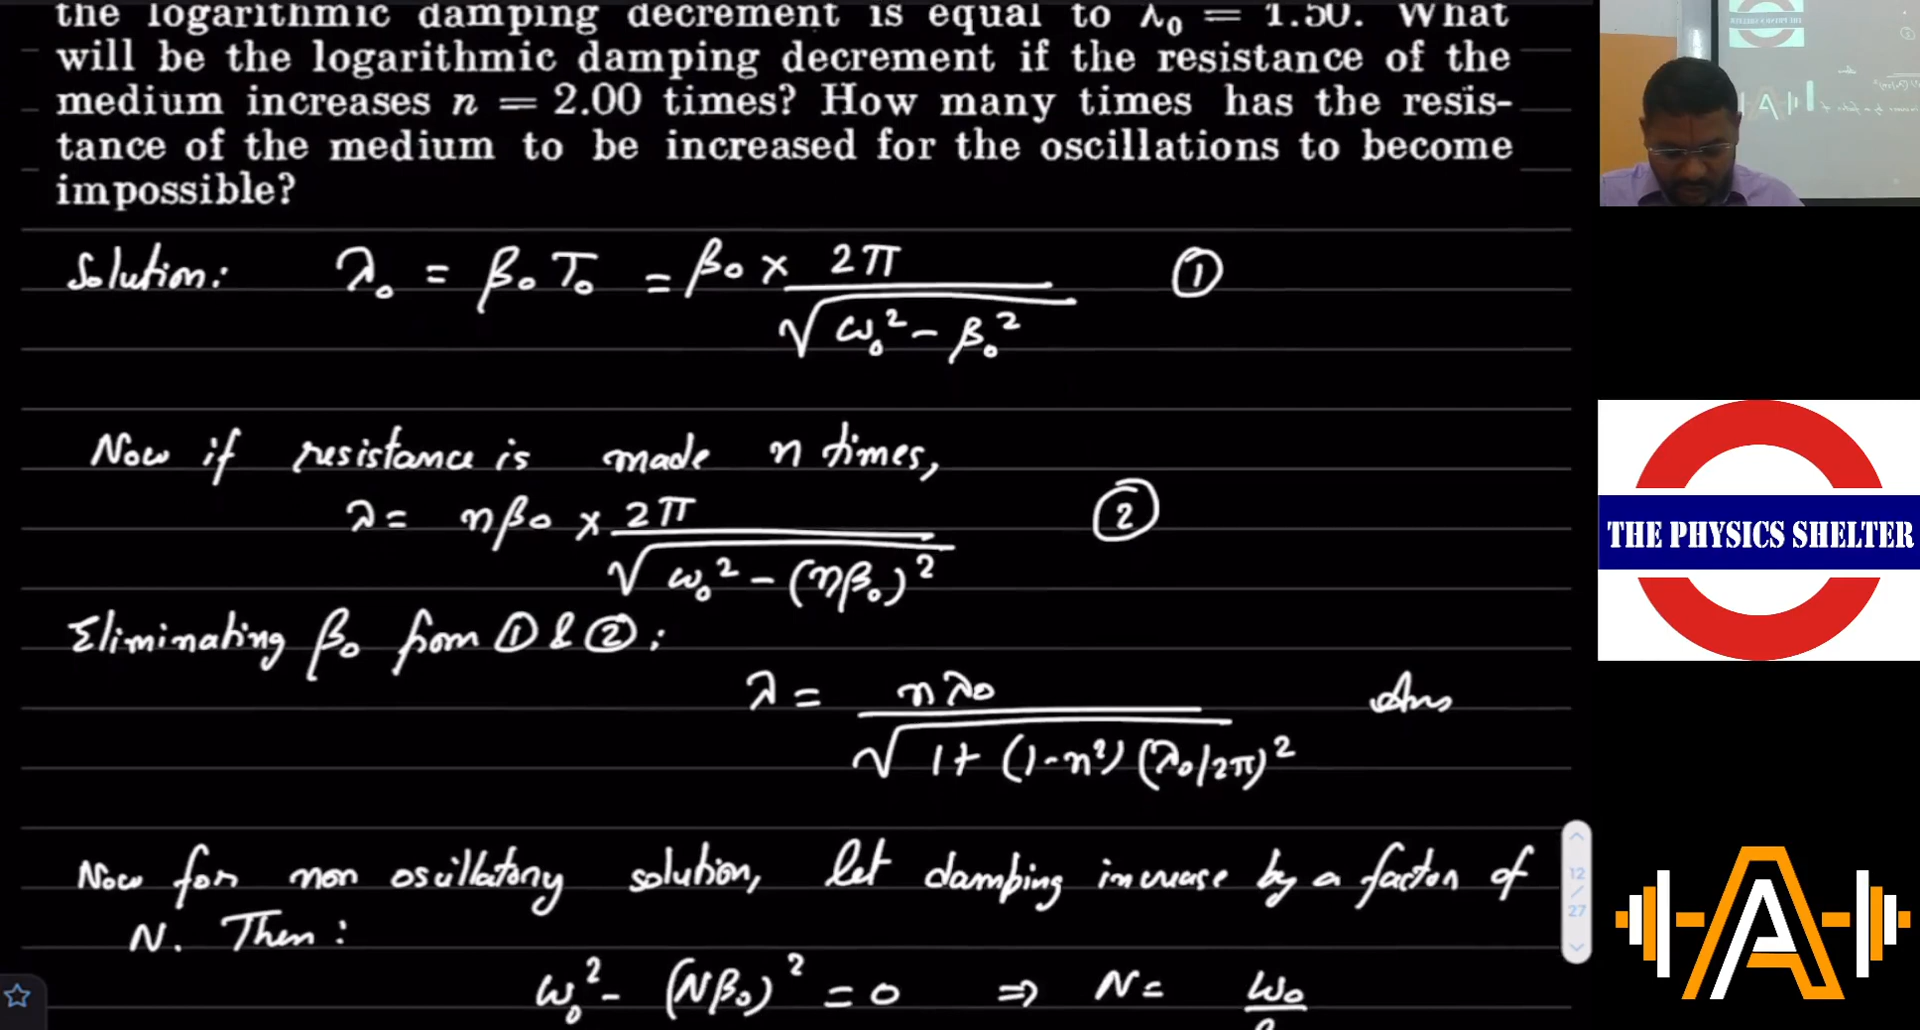 the logarithmic damping decrement is equal to λ₀ = 1.50. What
will be the logarithmic damping decrement if the resistance of the
medium increases n = 2.00 times? How many times has the resis-
tance of the medium to be increased for the oscillations to become
impossible?
Solution: λ₀ = β₀T₀ = β₀ × 2π / √(ω₀² - β₀²) ①
Now if resistance is made n times,
λ = nβ₀ × 2π / √(ω₀² - (nβ₀)²) ②
Eliminating β₀ from ① & ②:
λ = nλ₀ / √(1 + (1-n²)(λ₀/2π)²) Ans
Now for non oscillatory solution, let damping increase by a factor of
N. Then:
ω₀² - (Nβ₀)² = 0 ⇒ N = ω₀
THE PHYSICS SHELTER
A
12
/
27